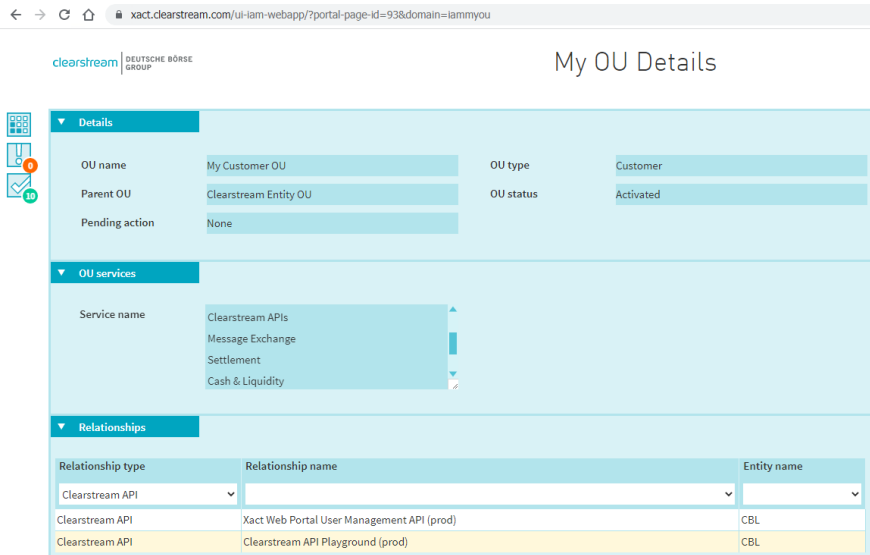 xact.clearstream.com/ui-iam-webapp/?portal-page-id=93&domain=iammyou
clearstream DEUTSCHE BÖRSE
GROUP
My OU Details
Details
0
10
OU name My Customer OU OU type Customer
Parent OU Clearstream Entity OU OU status Activated
Pending action None
OU services
Service name Clearstream APIs
Message Exchange
Settlement
Cash & Liquidity
Relationships
Relationship type Relationship name Entity name
Clearstream API
Clearstream API Xact Web Portal User Management API (prod) CBL
Clearstream API Clearstream API Playground (prod) CBL